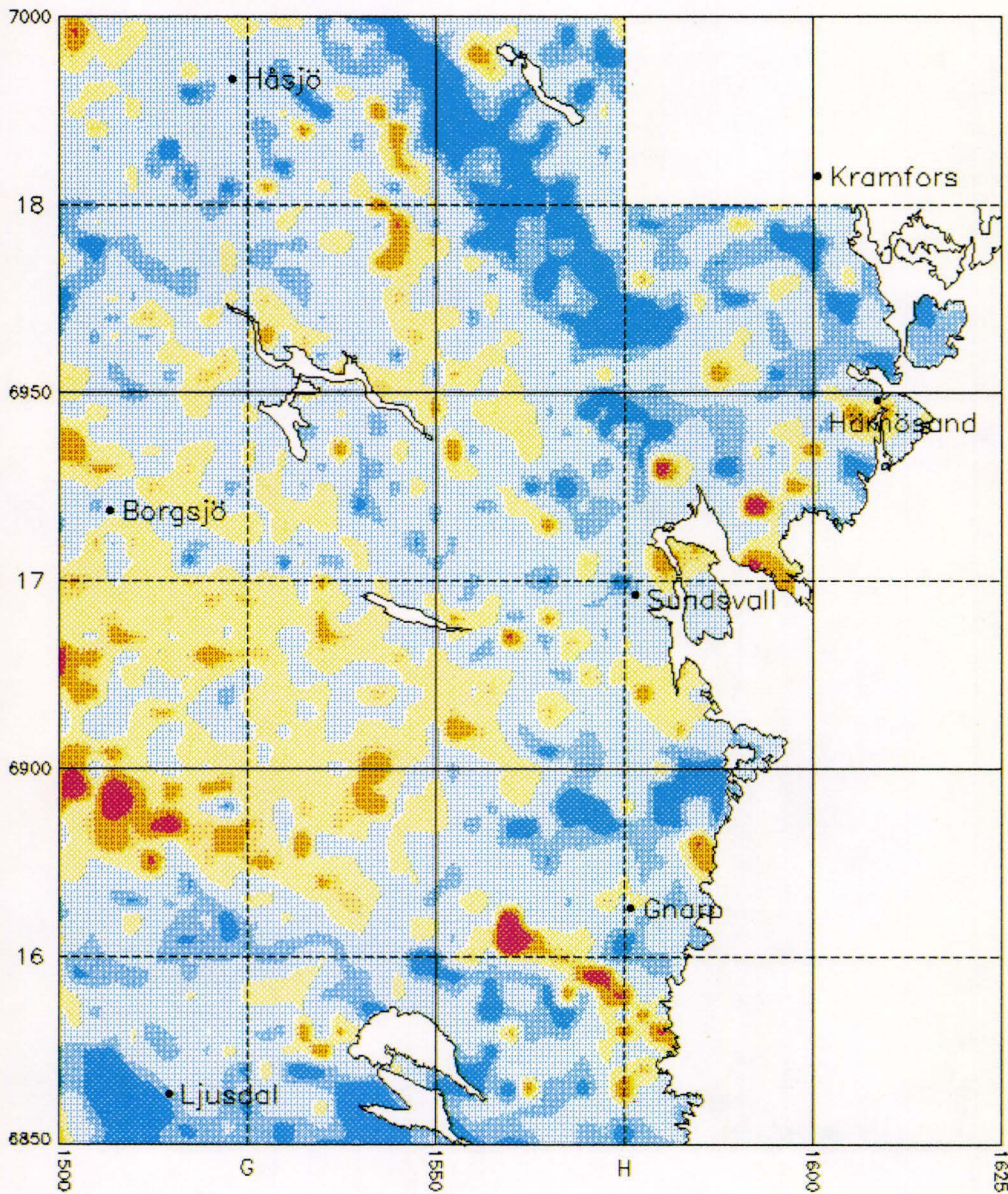 7000
Håsjö
Kramfors
18
6950
Härnösand
Borgsjö
17
Sundsvall
6900
Gnarp
16
Ljusdal
6850
1500
G
1550
H
1600
1625